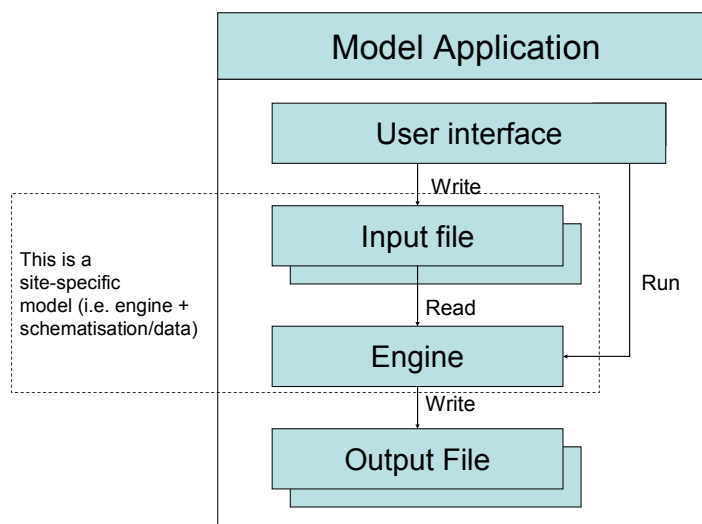 Model Application
User interface
Write
Input file
This is a
site-specific
model (i.e. engine +
schematisation/data)
Run
Read
Engine
Write
Output File